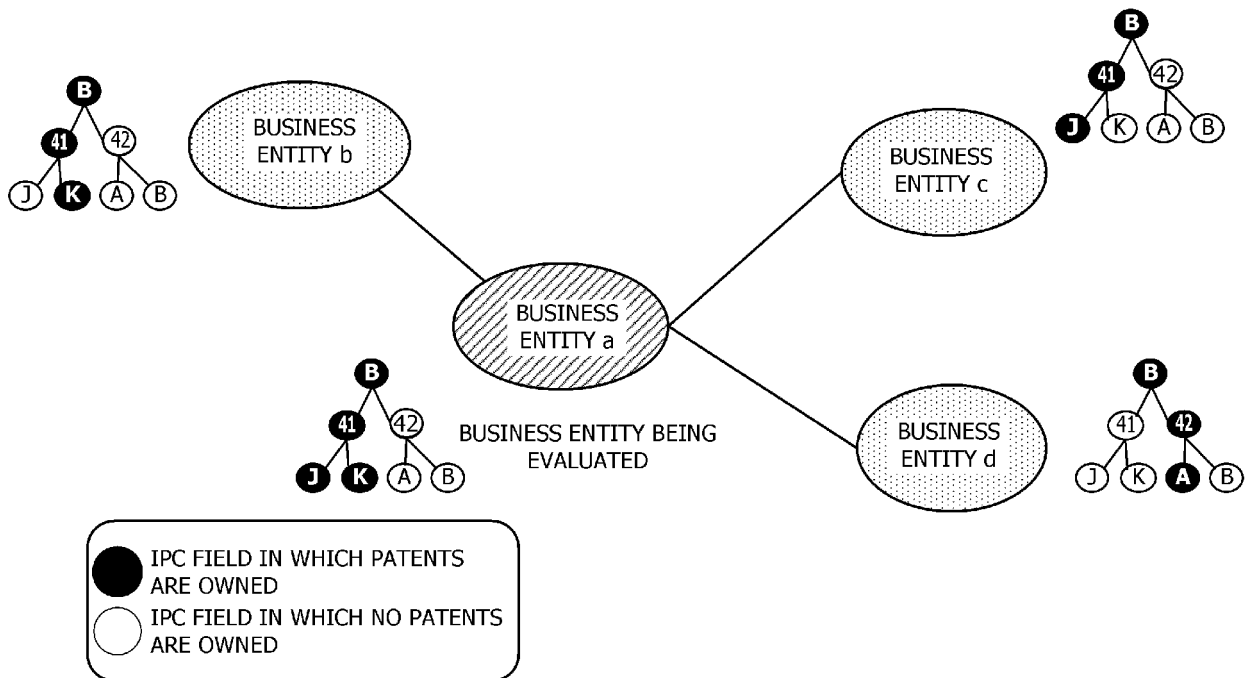 B
41 42
J K A B
BUSINESS
ENTITY b
B
41 42
J K A B
BUSINESS
ENTITY c
BUSINESS
ENTITY a
B
41 42
J K A B
BUSINESS ENTITY BEING
EVALUATED
BUSINESS
ENTITY d
B
41 42
J K A B
IPC FIELD IN WHICH PATENTS
ARE OWNED
IPC FIELD IN WHICH NO PATENTS
ARE OWNED